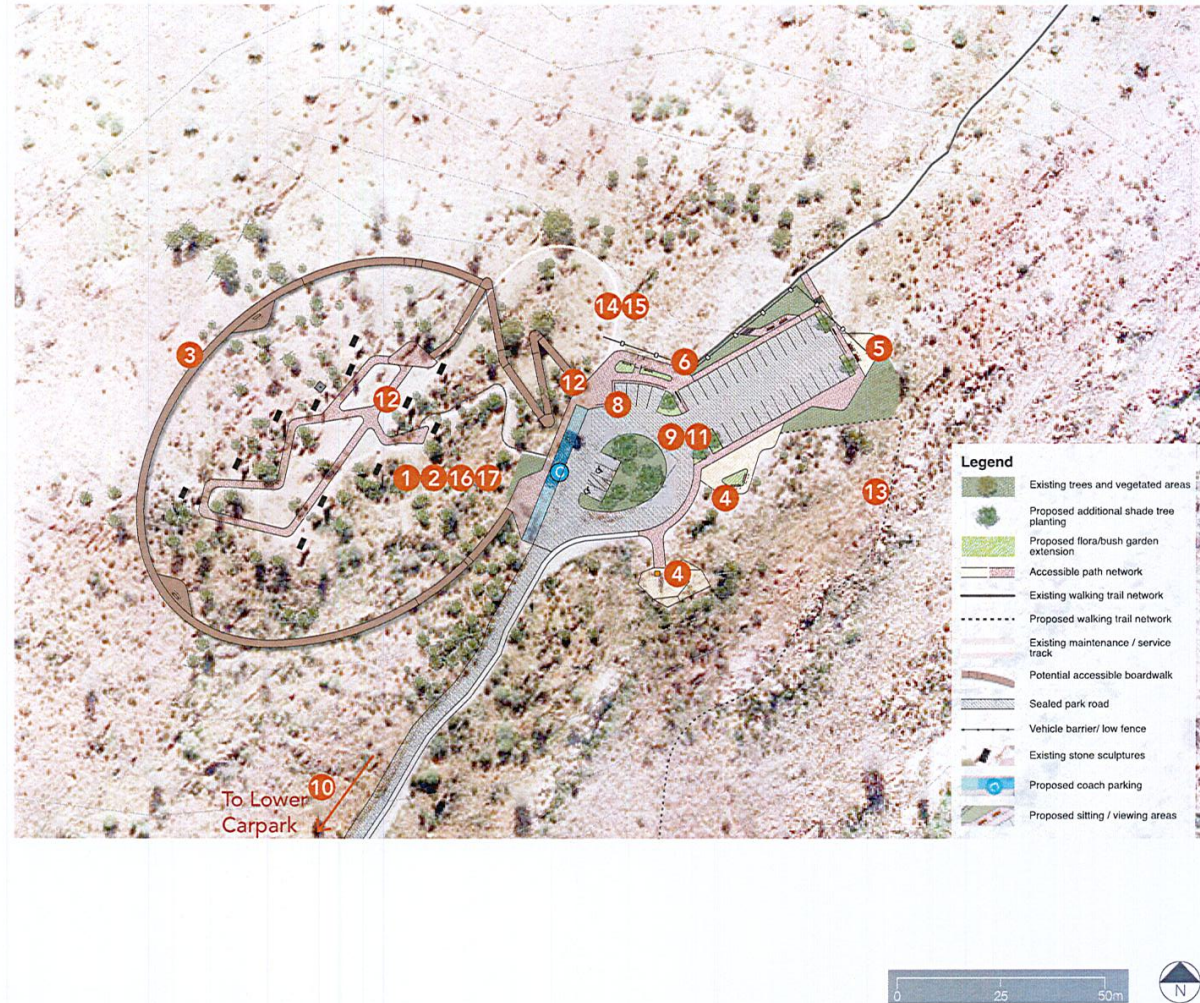 14 15
3
6
5
12
12
8
9 11
1 2 16 17
C
4
13
4
10
To Lower
Carpark
Legend
Existing trees and vegetated areas
Proposed additional shade tree
planting
Proposed flora/bush garden
extension
Accessible path network
Existing walking trail network
Proposed walking trail network
Existing maintenance / service
track
Potential accessible boardwalk
Sealed park road
Vehicle barrier/ low fence
Existing stone sculptures
C
Proposed coach parking
Proposed sitting / viewing areas
0 25 50m
N